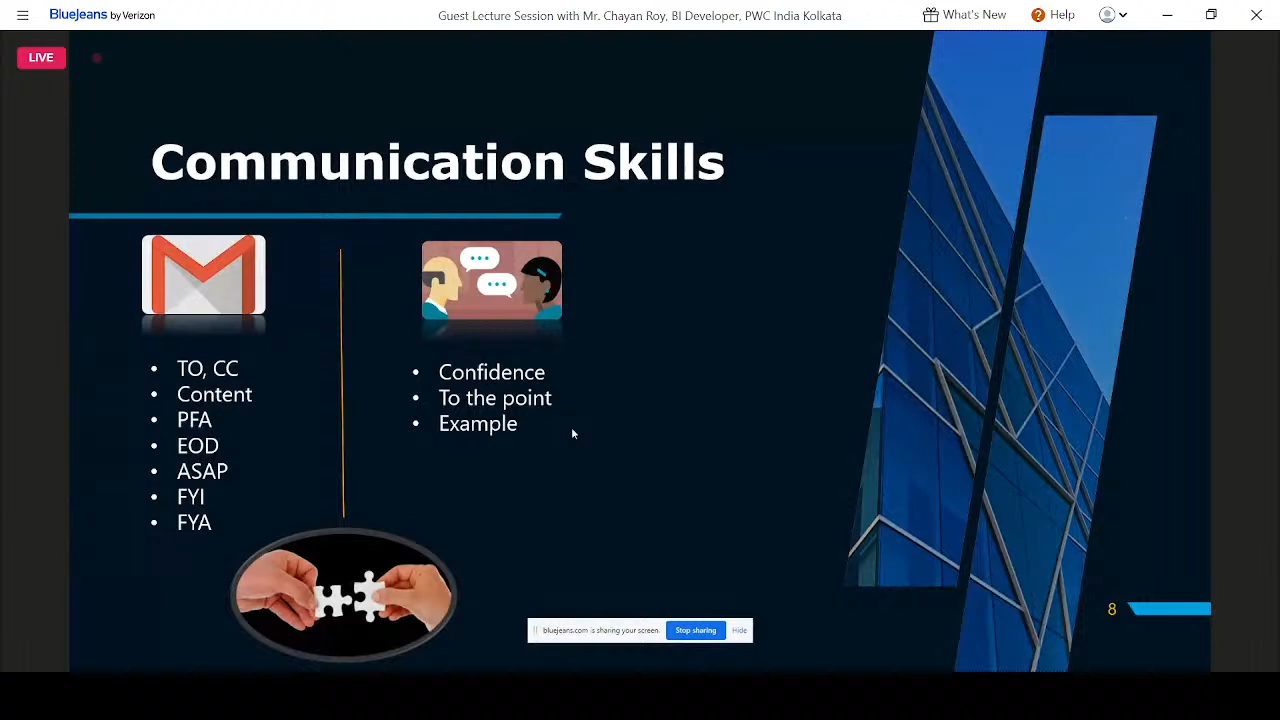 BlueJeans by Verizon
Guest Lecture Session with Mr. Chayan Roy, BI Developer, PWC India Kolkata
What's New
Help
LIVE
Communication Skills
• TO, CC
• Content
• PFA
• EOD
• ASAP
• FYI
• FYA
• Confidence
• To the point
• Example
8
bluejeans.com is sharing your screen.
Stop sharing
Hide